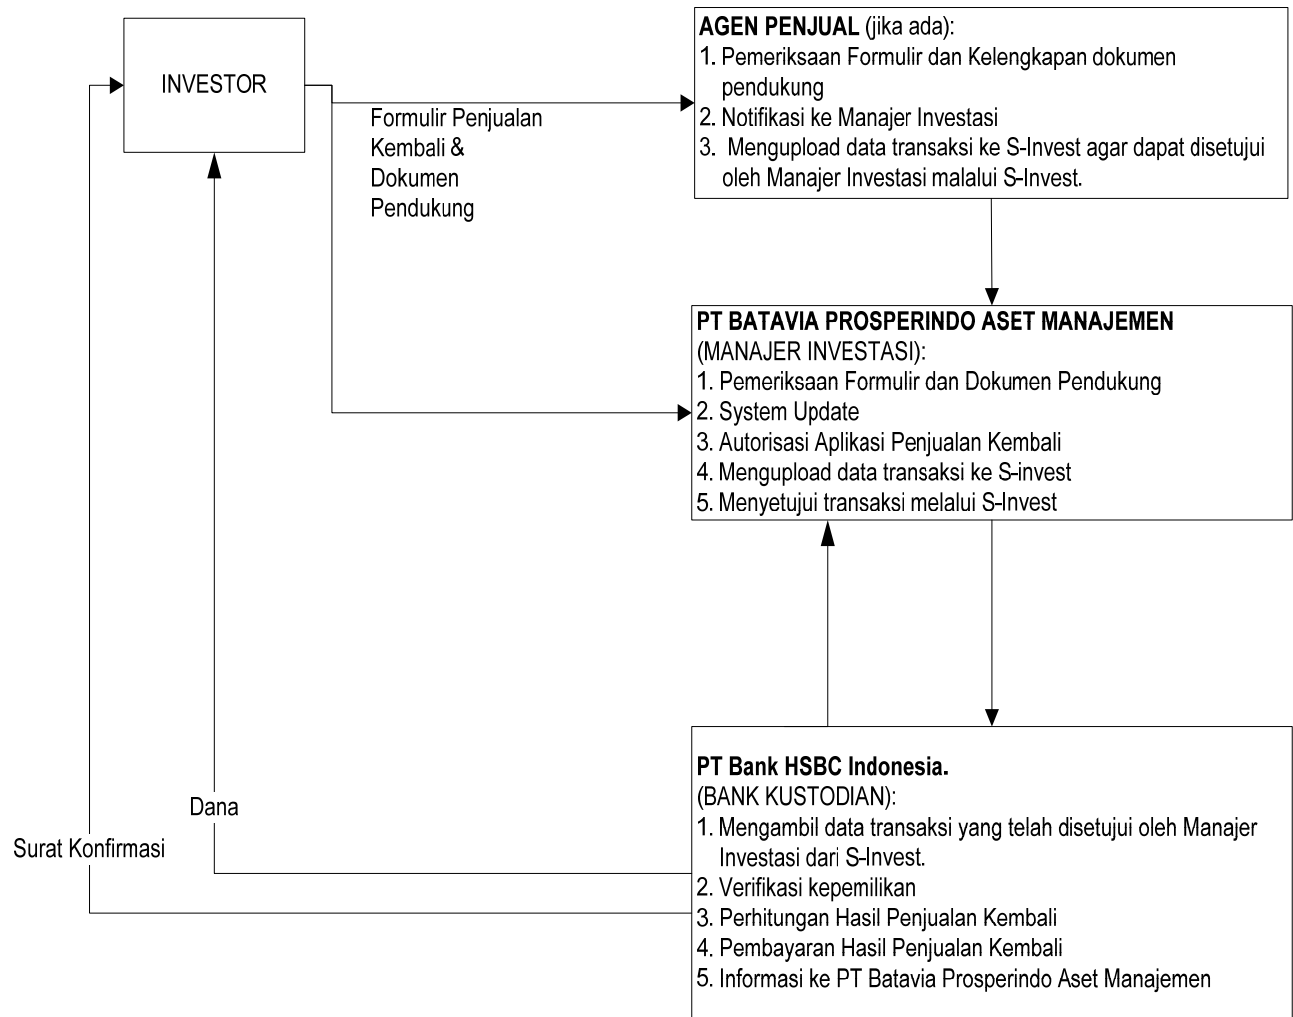 INVESTOR
Formulir Penjualan
Kembali &
Dokumen
Pendukung
AGEN PENJUAL (jika ada):
1. Pemeriksaan Formulir dan Kelengkapan dokumen
pendukung
2. Notifikasi ke Manajer Investasi
3. Mengupload data transaksi ke S-Invest agar dapat disetujui
oleh Manajer Investasi malalui S-Invest.
PT BATAVIA PROSPERINDO ASET MANAJEMEN
(MANAJER INVESTASI):
1. Pemeriksaan Formulir dan Dokumen Pendukung
2. System Update
3. Autorisasi Aplikasi Penjualan Kembali
4. Mengupload data transaksi ke S-invest
5. Menyetujui transaksi melalui S-Invest
PT Bank HSBC Indonesia.
(BANK KUSTODIAN):
1. Mengambil data transaksi yang telah disetujui oleh Manajer
Investasi dari S-Invest.
2. Verifikasi kepemilikan
3. Perhitungan Hasil Penjualan Kembali
4. Pembayaran Hasil Penjualan Kembali
5. Informasi ke PT Batavia Prosperindo Aset Manajemen
Dana
Surat Konfirmasi